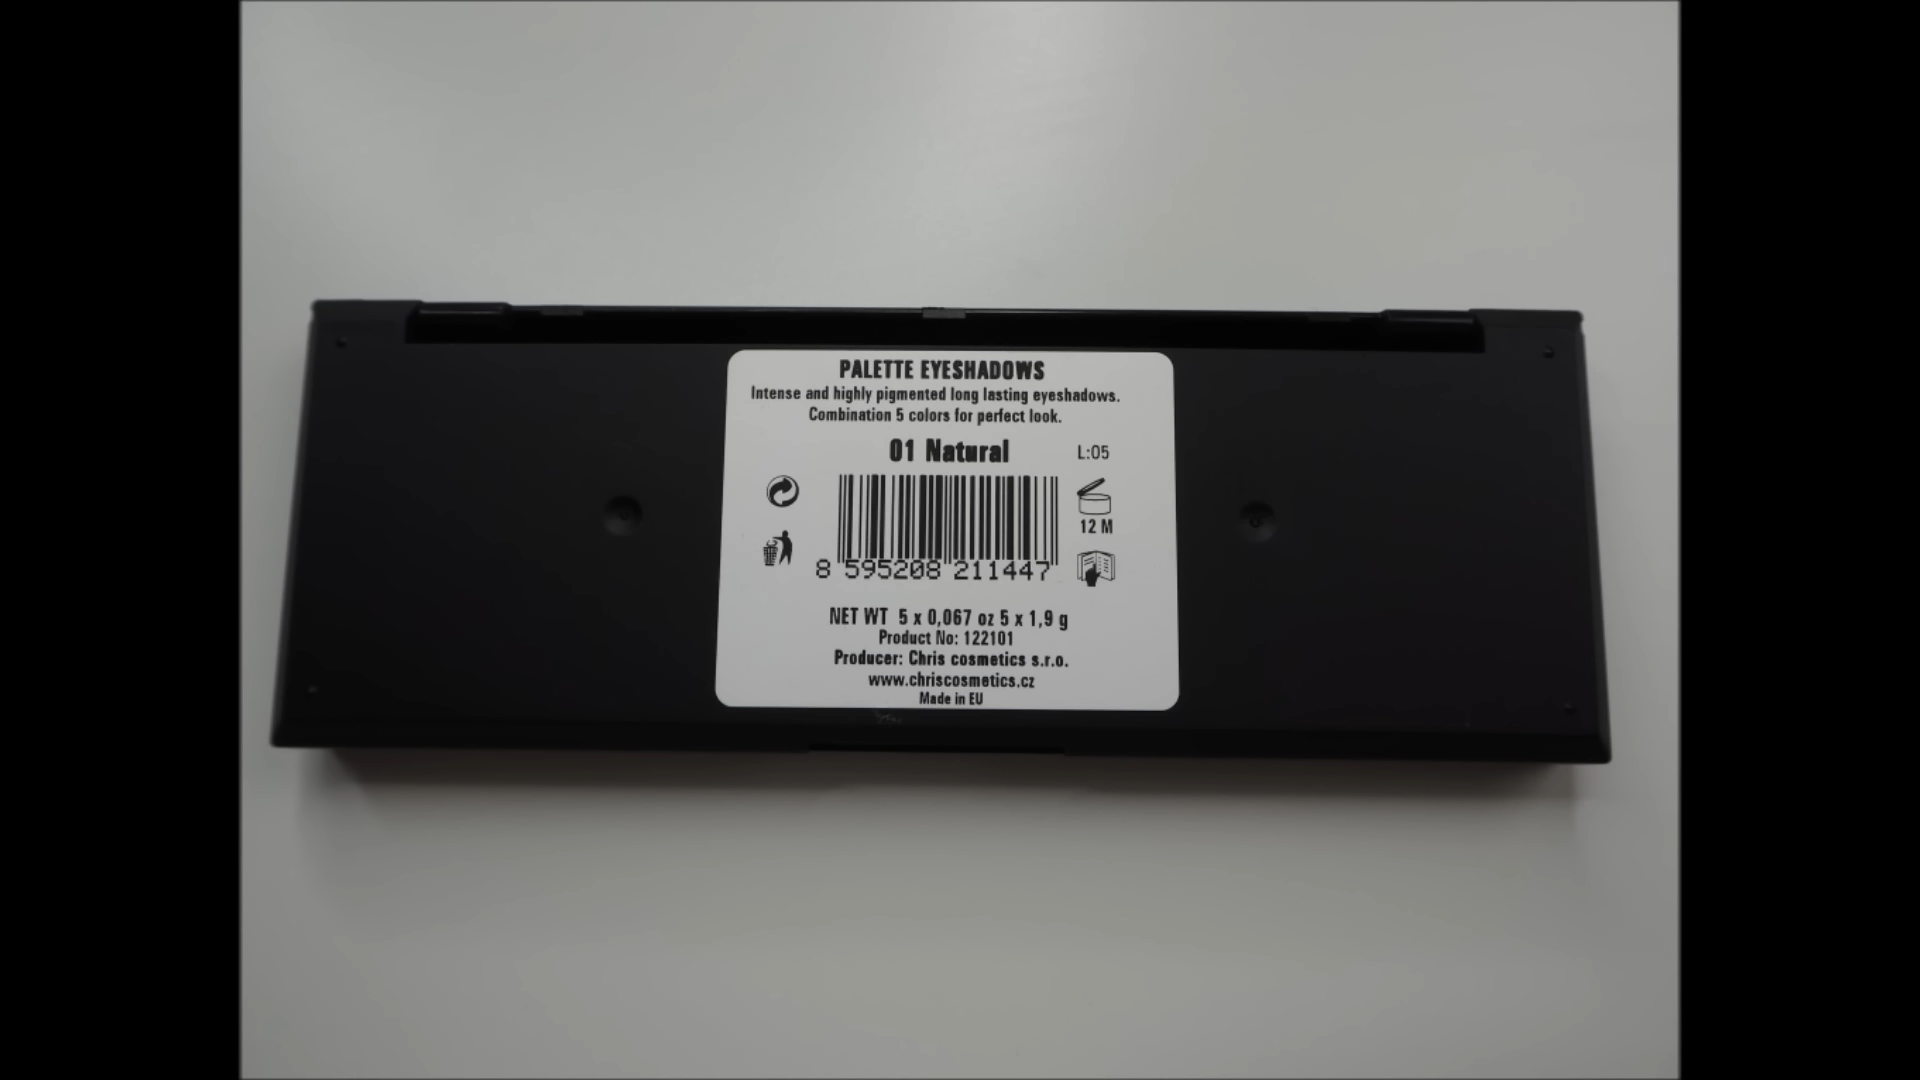 PALETTE EYESHADOWS
Intense and highly pigmented long lasting eyeshadows.
Combination 5 colors for perfect look.
01 Natural
L:05
12 M
8 595208 211447
NET WT 5 x 0,067 oz 5 x 1,9 g
Product No: 122101
Producer: Chris cosmetics s.r.o.
www.chriscosmetics.cz
Made in EU